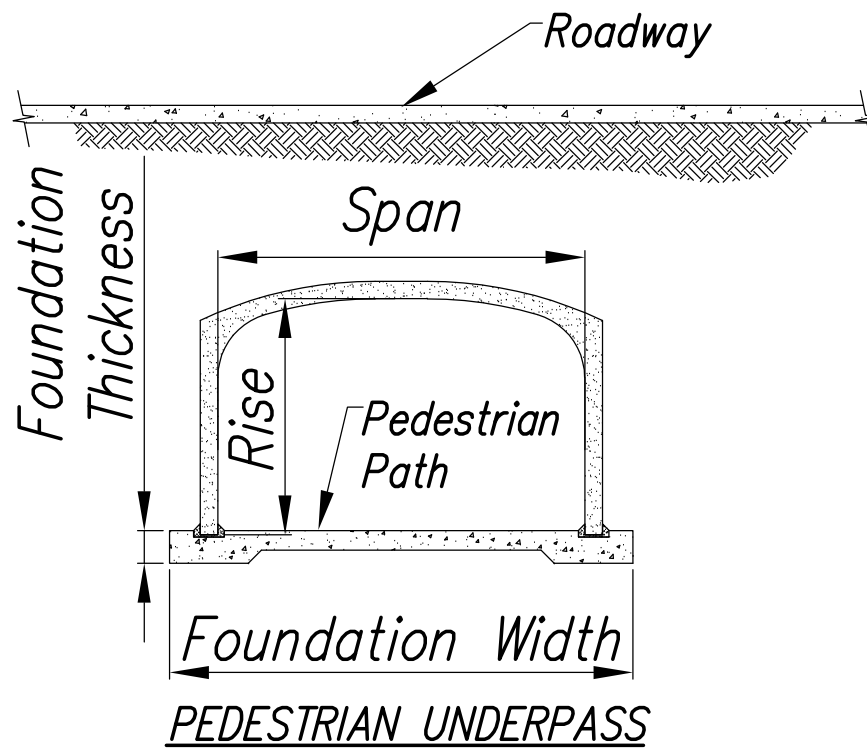 Roadway
Foundation
Thickness
Span
Rise
Pedestrian
Path
Foundation Width
PEDESTRIAN UNDERPASS